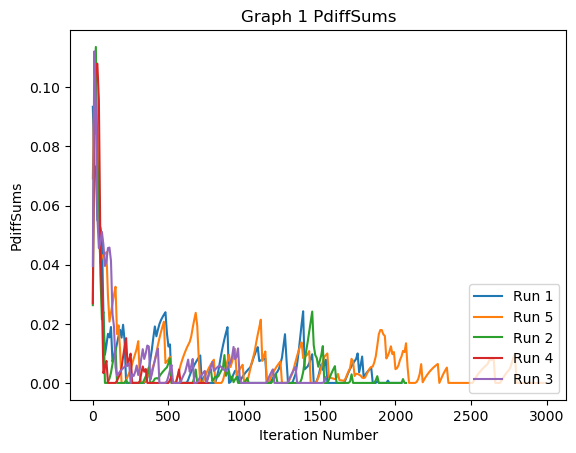 Graph 1 PdiffSums
PdiffSums
0.10
0.08
0.06
0.04
0.02
0.00
Run 1
Run 5
Run 2
Run 4
Run 3
0 500 1000 1500 2000 2500 3000
Iteration Number